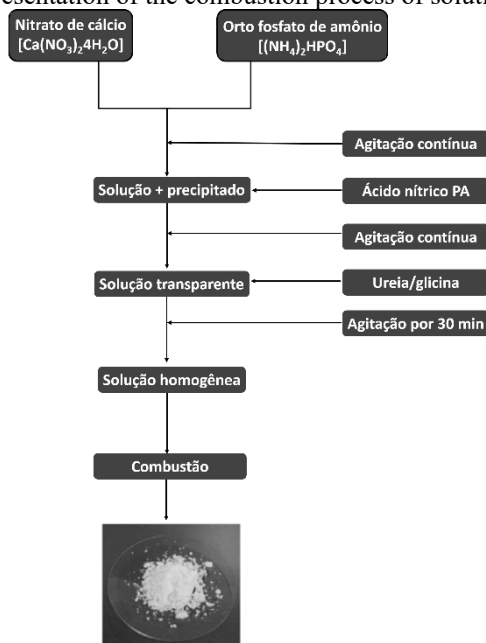 esentation of the combustion process of soluti
Nitrato de cálcio
[Ca(NO₃)₂4H₂O]
Orto fosfato de amônio
[(NH₄)₂HPO₄]
Agitação contínua
Solução + precipitado
Ácido nítrico PA
Agitação contínua
Solução transparente
Ureia/glicina
Agitação por 30 min
Solução homogênea
Combustão